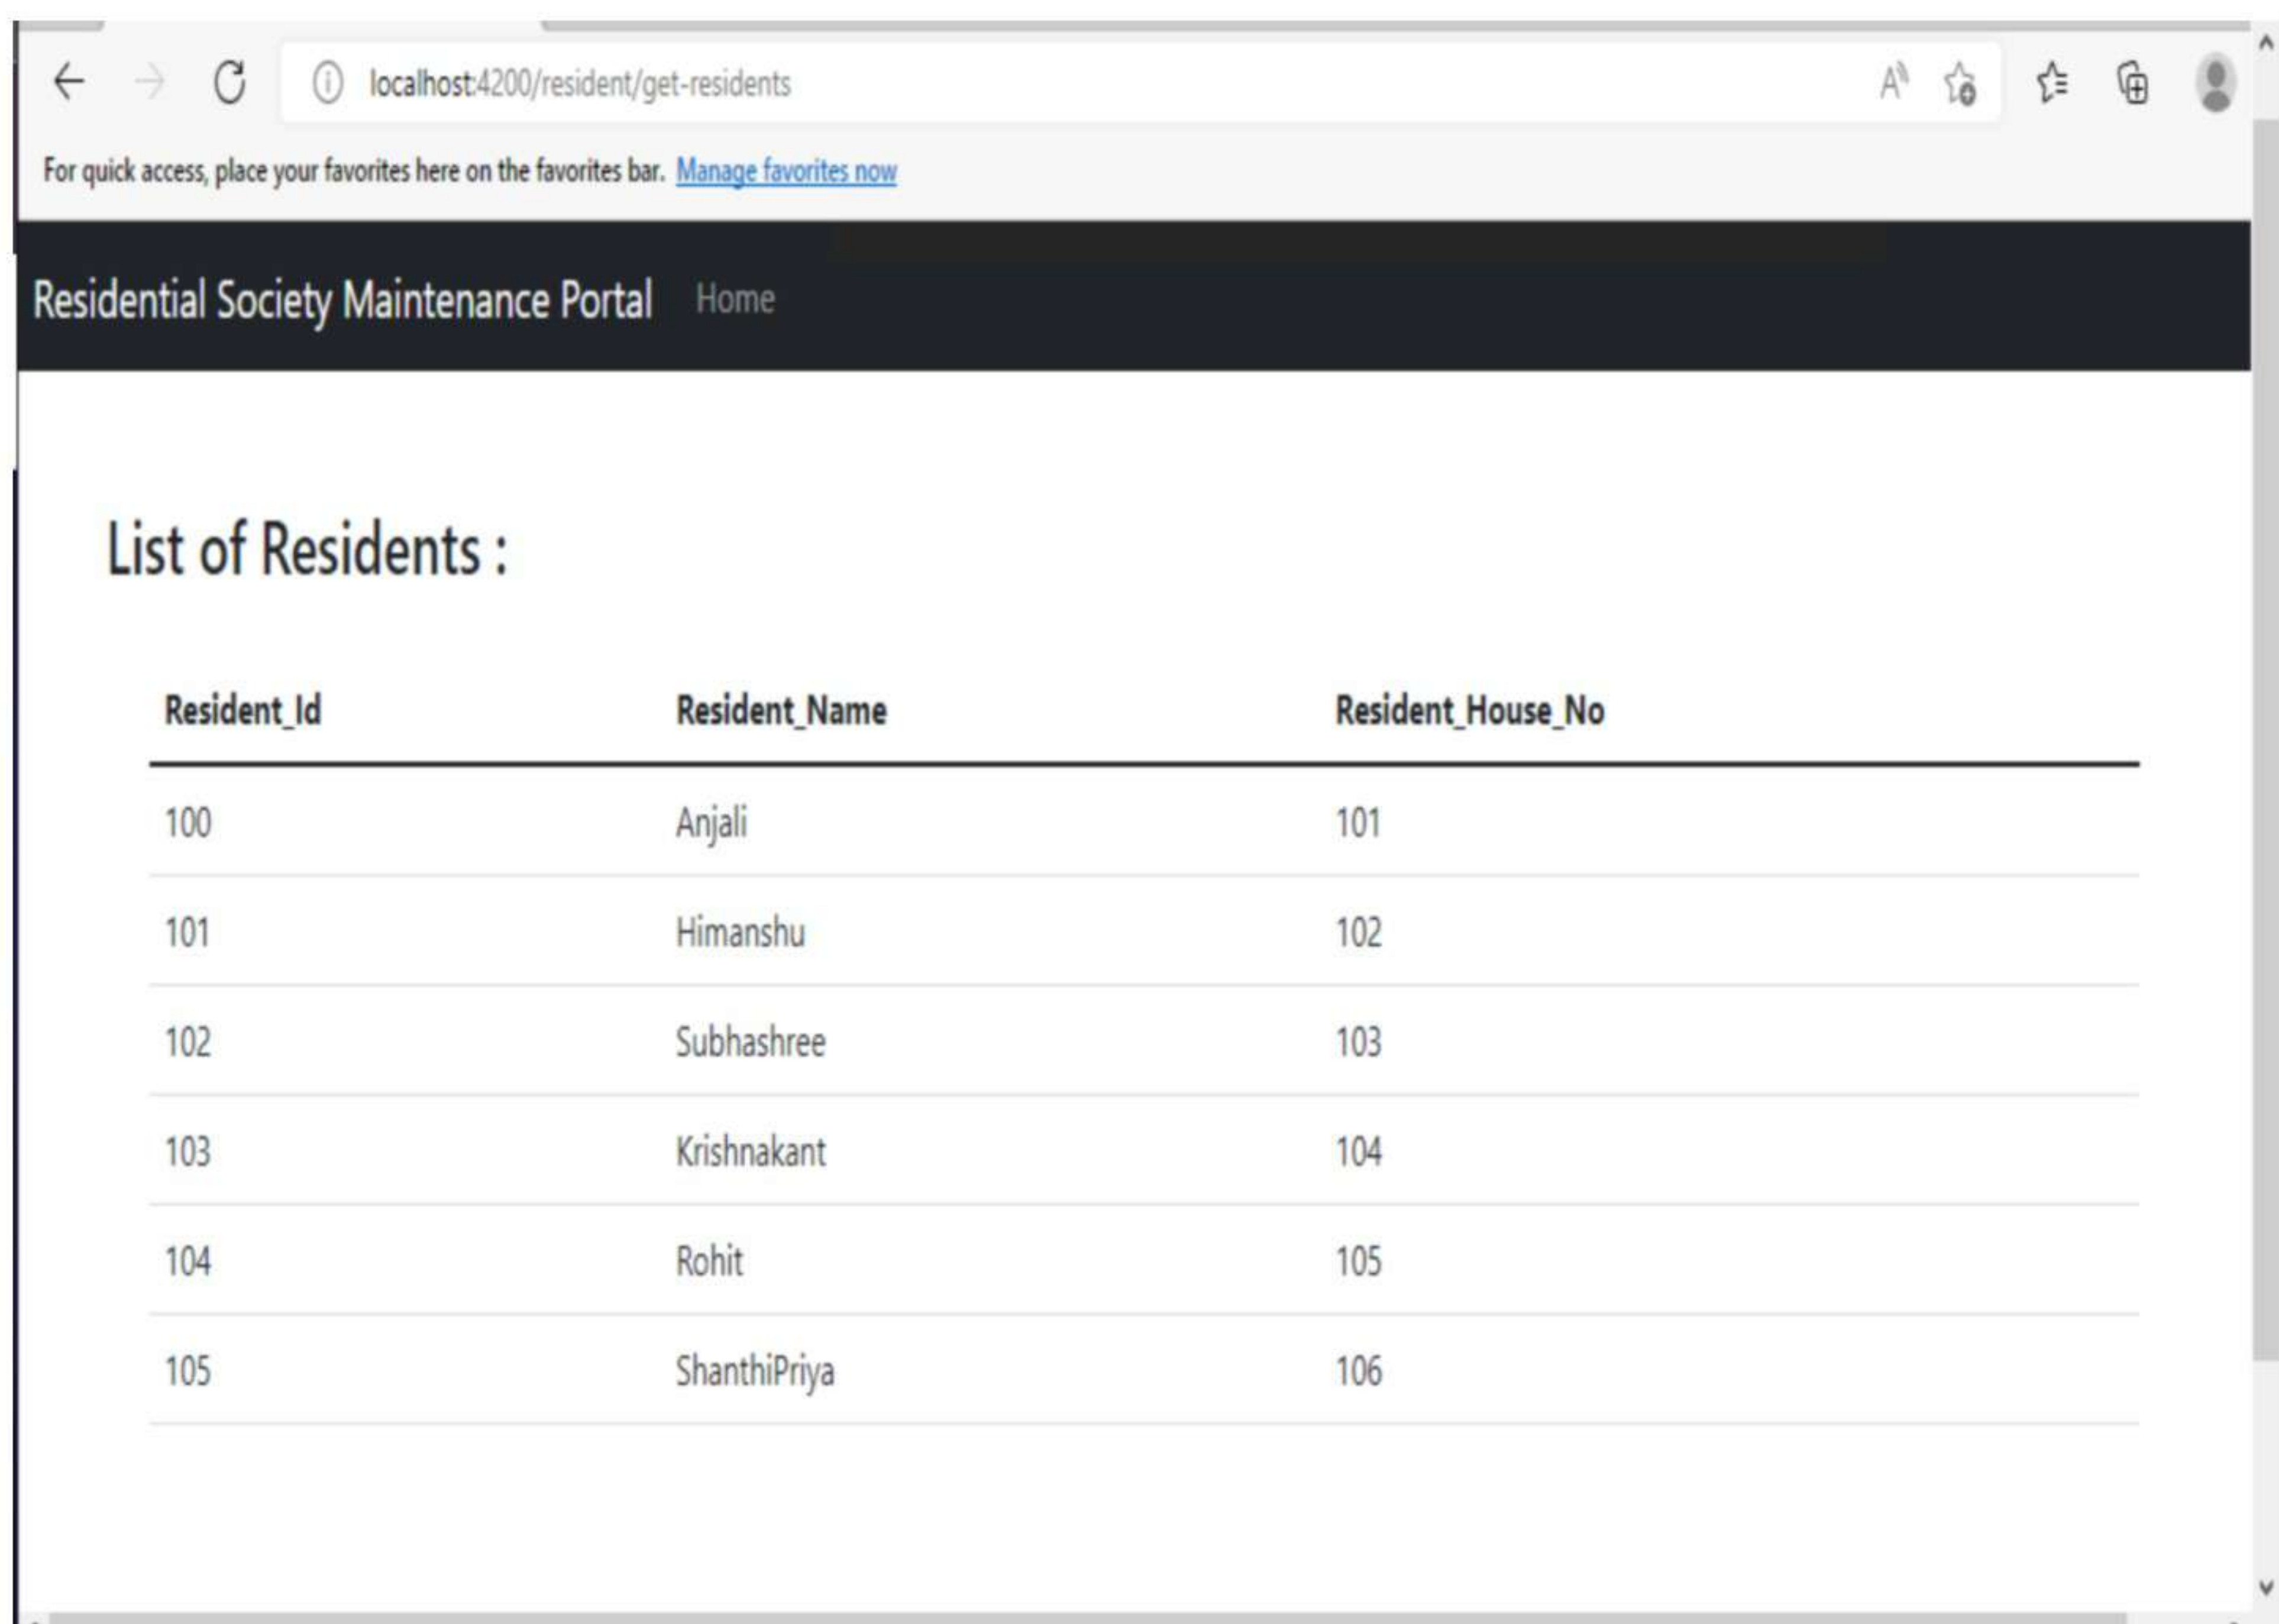 localhost:4200/resident/get-residents
For quick access, place your favorites here on the favorites bar. Manage favorites now
Residential Society Maintenance Portal Home
List of Residents :
Resident_Id Resident_Name Resident_House_No
100 Anjali 101
101 Himanshu 102
102 Subhashree 103
103 Krishnakant 104
104 Rohit 105
105 ShanthiPriya 106